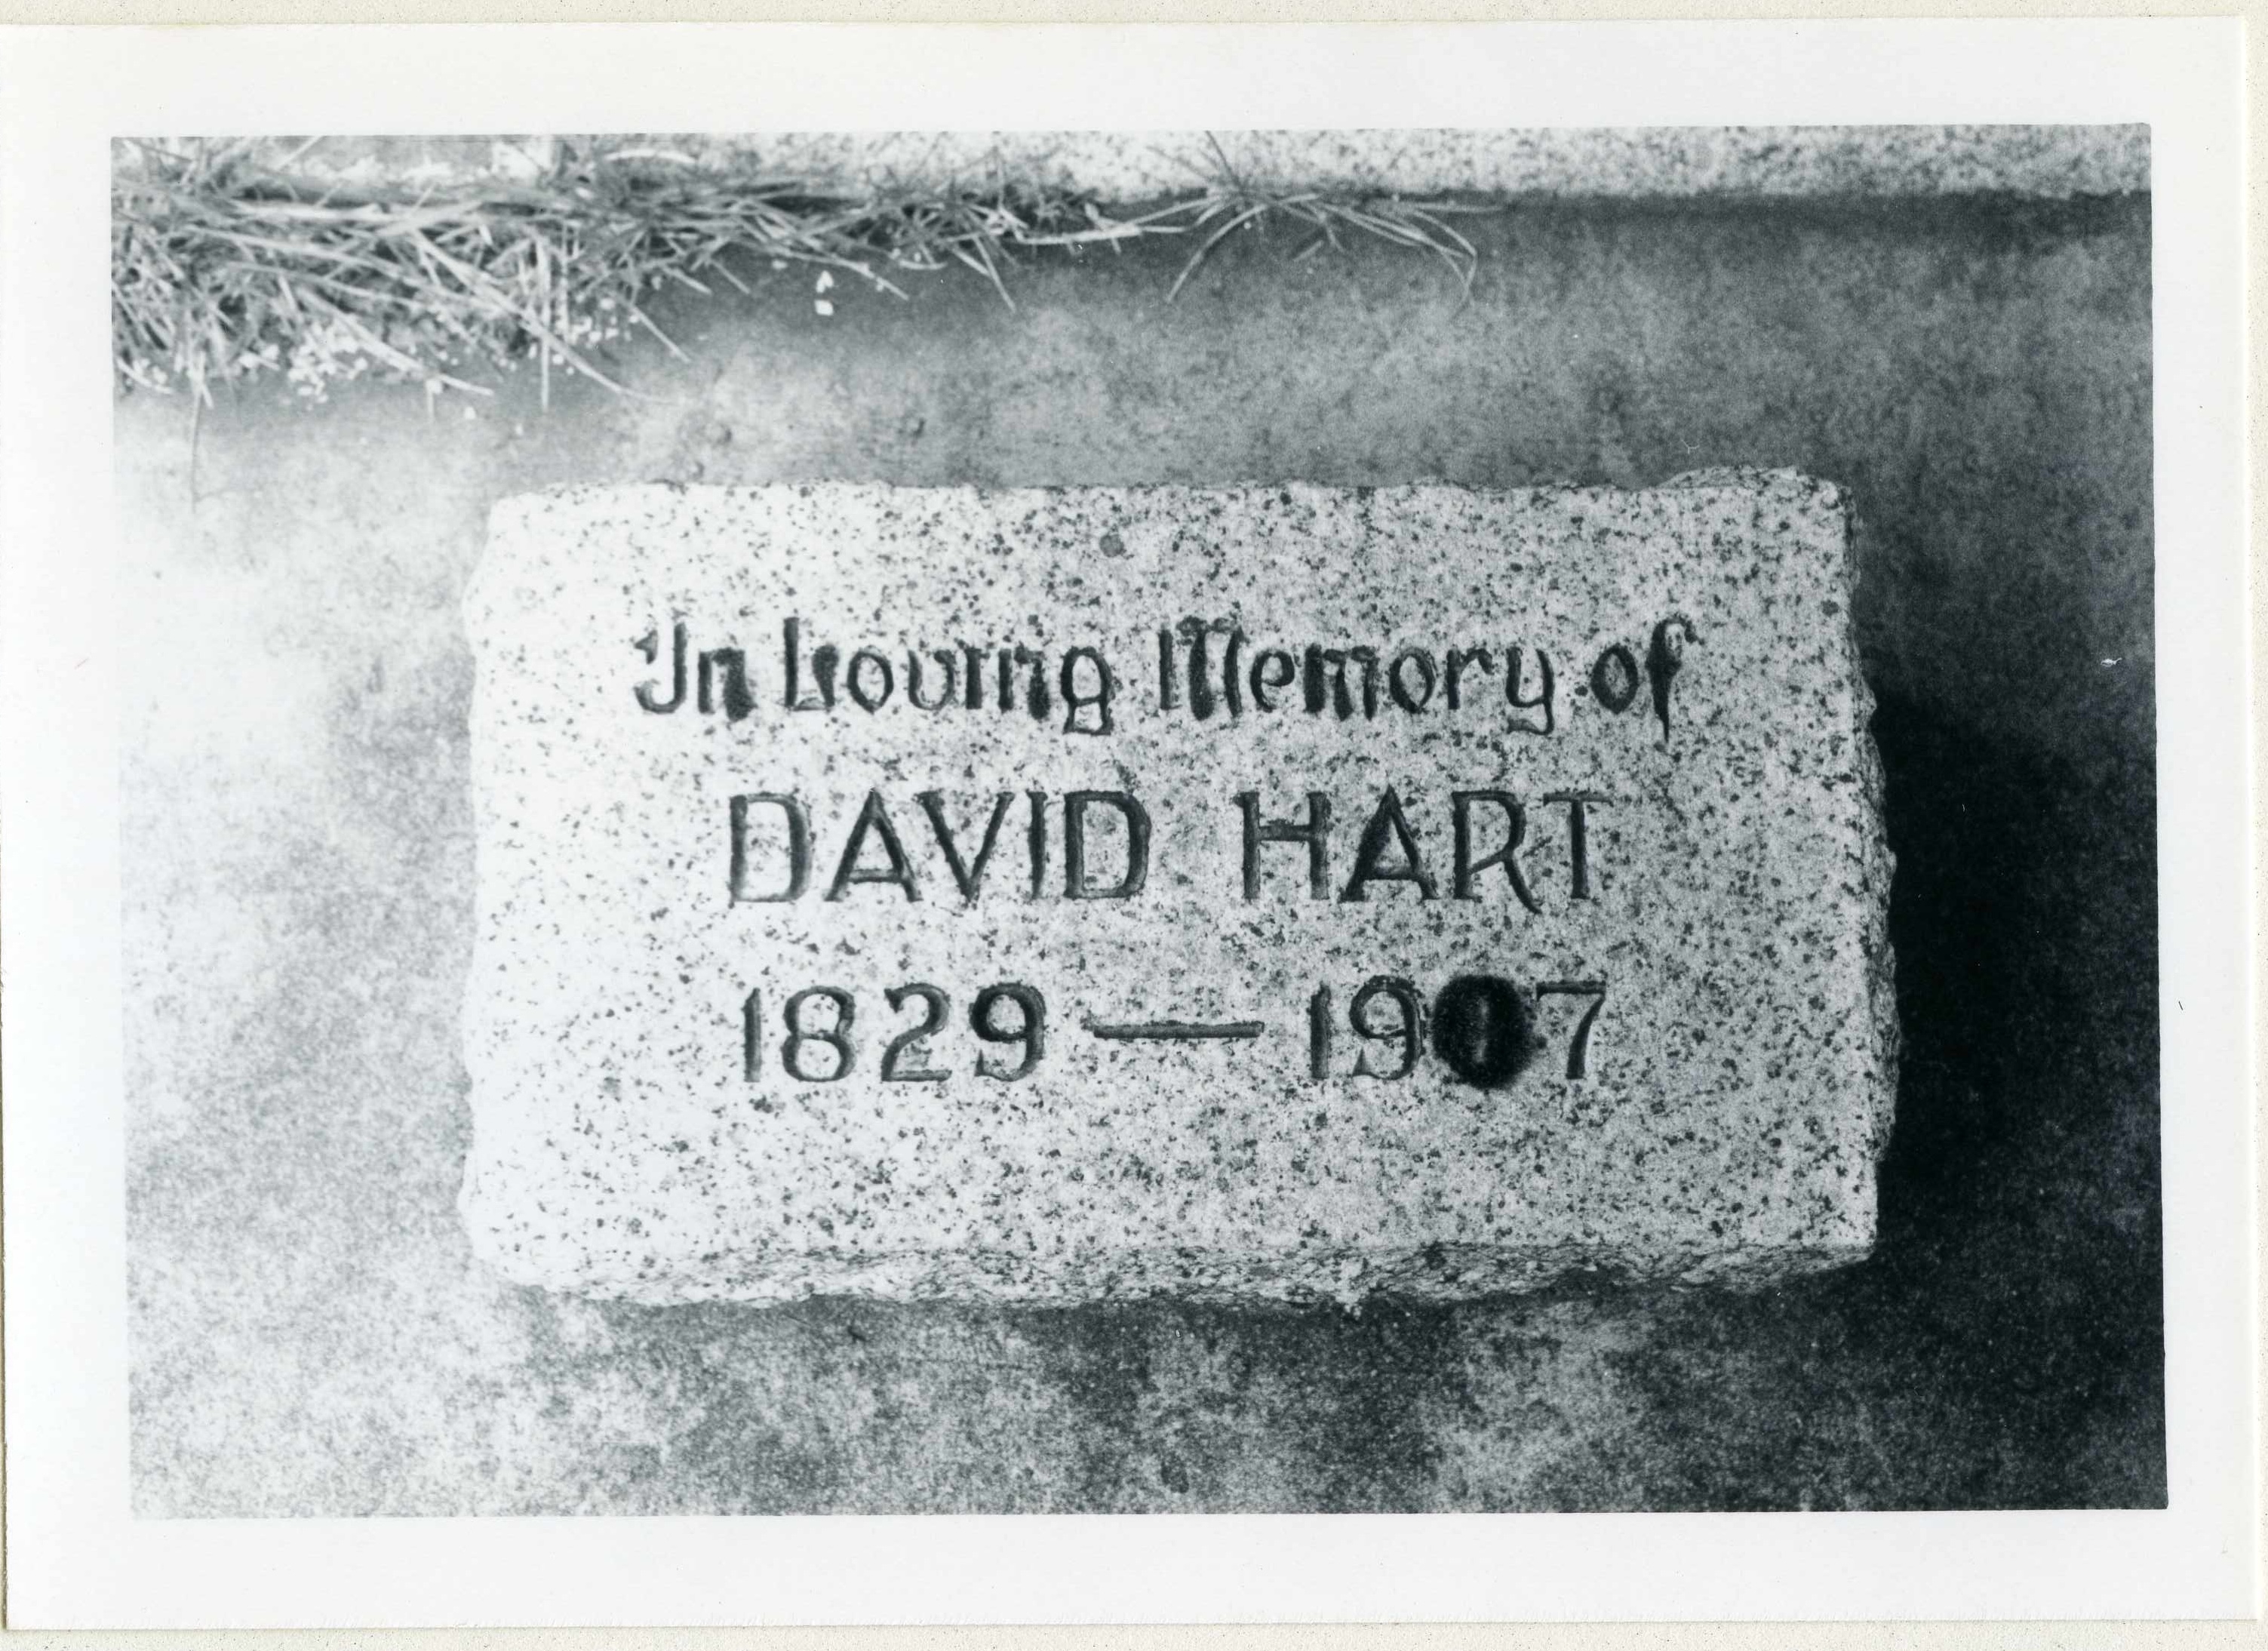 In Loving Memory of
DAVID HART
1829 — 1907